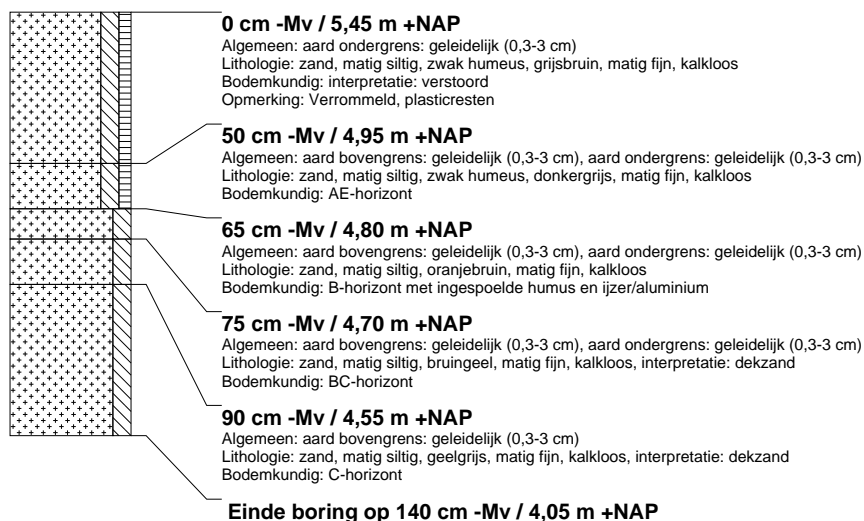 0 cm -Mv / 5,45 m +NAP
Algemeen: aard ondergrens: geleidelijk (0,3-3 cm)
Lithologie: zand, matig siltig, zwak humeus, grijsbruin, matig fijn, kalkloos
Bodemkundig: interpretatie: verstoord
Opmerking: Verrommeld, plasticresten
50 cm -Mv / 4,95 m +NAP
Algemeen: aard bovengrens: geleidelijk (0,3-3 cm), aard ondergrens: geleidelijk (0,3-3 cm)
Lithologie: zand, matig siltig, zwak humeus, donkergrijs, matig fijn, kalkloos
Bodemkundig: AE-horizont
65 cm -Mv / 4,80 m +NAP
Algemeen: aard bovengrens: geleidelijk (0,3-3 cm), aard ondergrens: geleidelijk (0,3-3 cm)
Lithologie: zand, matig siltig, oranjebruin, matig fijn, kalkloos
Bodemkundig: B-horizont met ingespoelde humus en ijzer/aluminium
75 cm -Mv / 4,70 m +NAP
Algemeen: aard bovengrens: geleidelijk (0,3-3 cm), aard ondergrens: geleidelijk (0,3-3 cm)
Lithologie: zand, matig siltig, bruingeel, matig fijn, kalkloos, interpretatie: dekzand
Bodemkundig: BC-horizont
90 cm -Mv / 4,55 m +NAP
Algemeen: aard bovengrens: geleidelijk (0,3-3 cm)
Lithologie: zand, matig siltig, geelgrijs, matig fijn, kalkloos, interpretatie: dekzand
Bodemkundig: C-horizont
Einde boring op 140 cm -Mv / 4,05 m +NAP